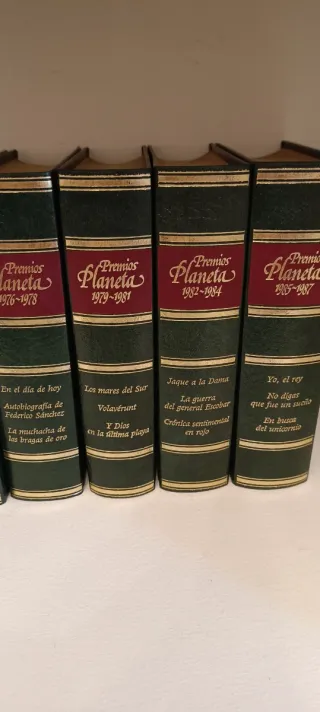 Premios
Planeta
1976~1978
En el día de hoy
Autobiografía de
Federico Sánchez
La muchacha de
las bragas de oro
Premios
Planeta
1979~1981
Los mares del Sur
Volavérunt
Y Dios
en la última playa
Premios
Planeta
1982~1984
Jaque a la Dama
La guerra
del general Escobar
Crónica sentimental
en rojo
Premios
Planeta
1985~1987
Yo, el rey
No digas
que fue un sueño
En busca
del unicornio